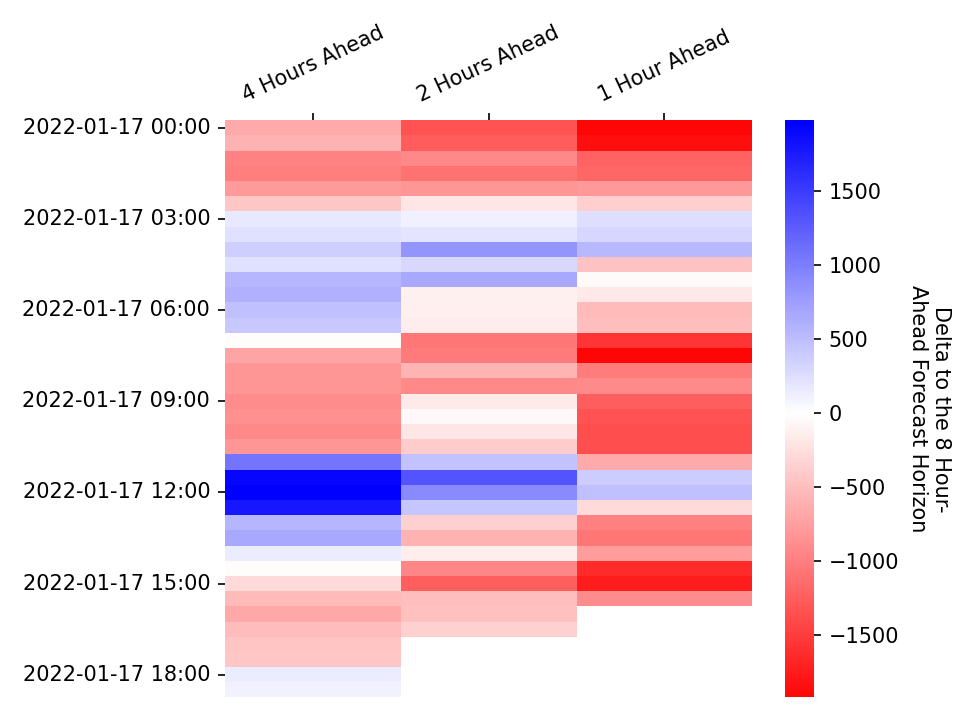 4 Hours Ahead
2 Hours Ahead
1 Hour Ahead
2022-01-17 00:00
2022-01-17 03:00
2022-01-17 06:00
2022-01-17 09:00
2022-01-17 12:00
2022-01-17 15:00
2022-01-17 18:00
1500
1000
500
0
−500
−1000
−1500
Delta to the 8 Hour-
Ahead Forecast Horizon